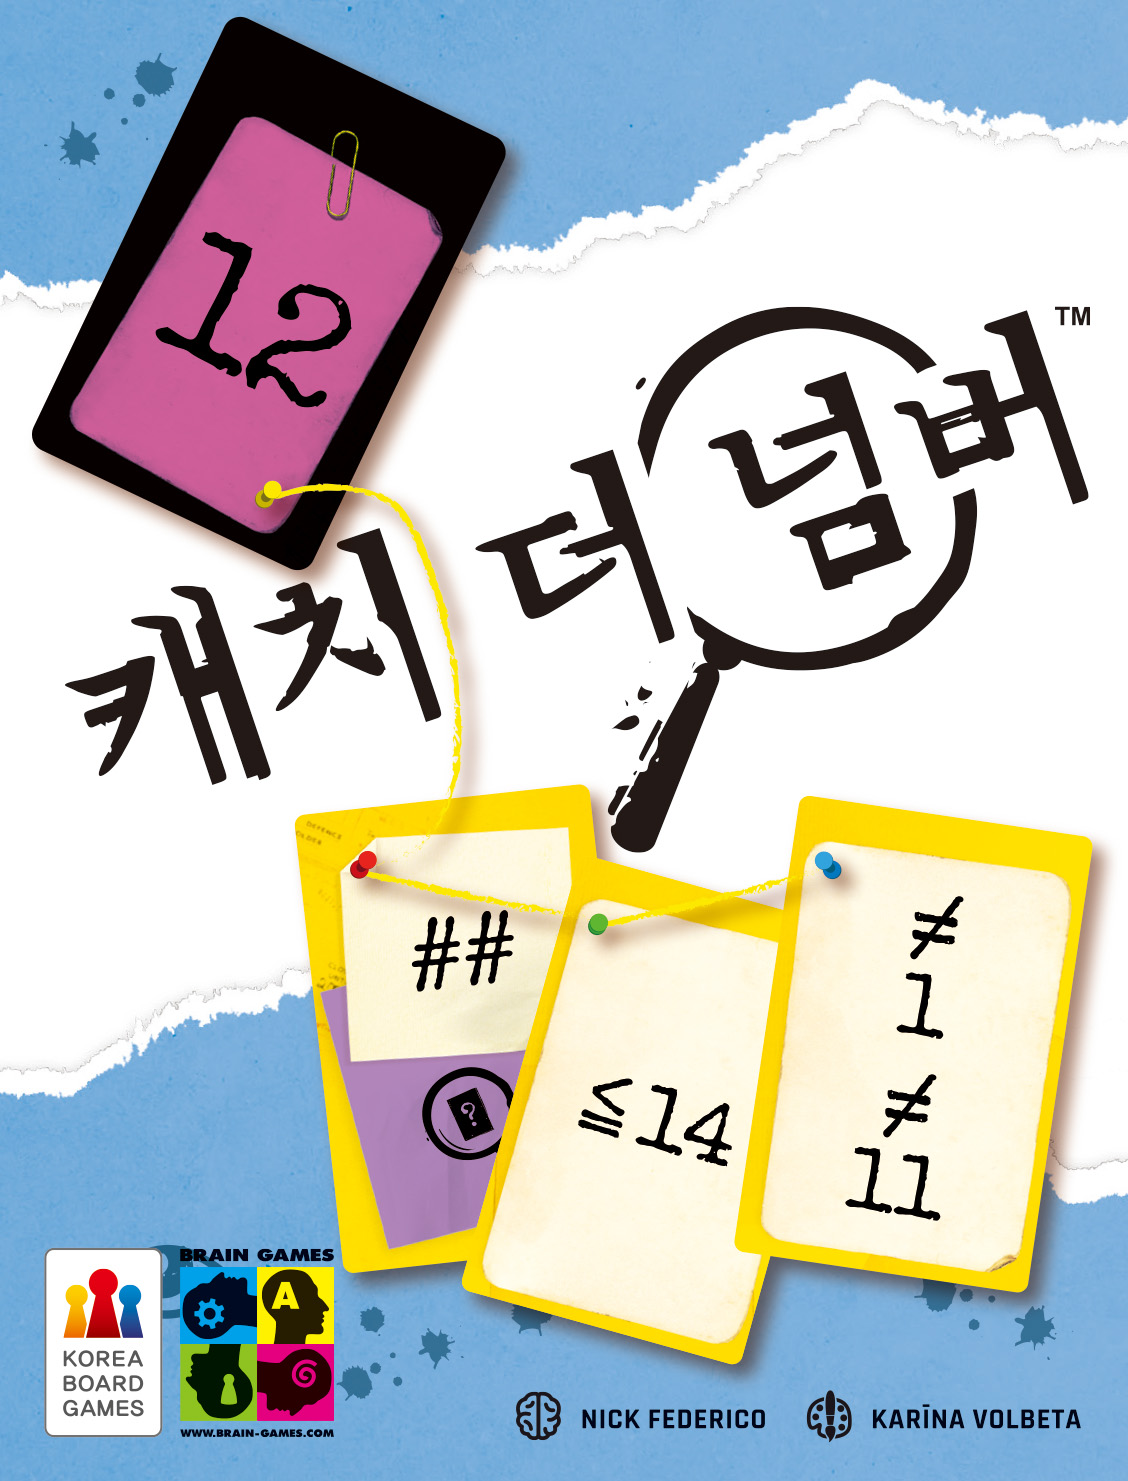 12
캐치 더 넘버 TM
##
?
≦14
≠
1
≠
11
KOREA
BOARD
GAMES
BRAIN GAMES
A
WWW.BRAIN-GAMES.COM
NICK FEDERICO
KARĪNA VOLBETA